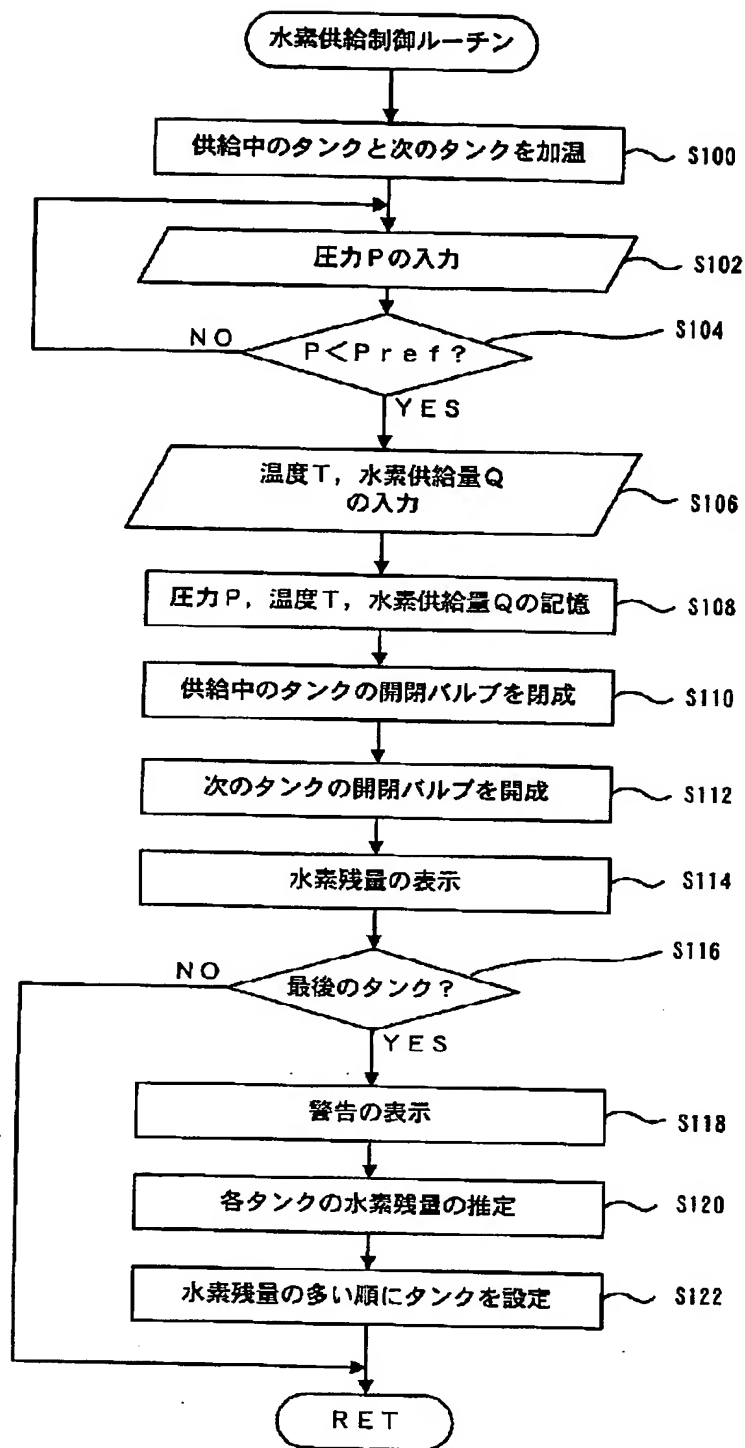 水素供給制御ルーチン
供給中のタンクと次のタンクを加温
S100
圧力Pの入力
S102
NO
P<Pref?
S104
YES
温度T,水素供給量Q
の入力
S106
圧力P,温度T,水素供給量Qの記憶
S108
供給中のタンクの開閉バルブを閉成
S110
次のタンクの開閉バルブを開成
S112
水素残量の表示
S114
NO
最後のタンク?
S116
YES
警告の表示
S118
各タンクの水素残量の推定
S120
水素残量の多い順にタンクを設定
S122
RET